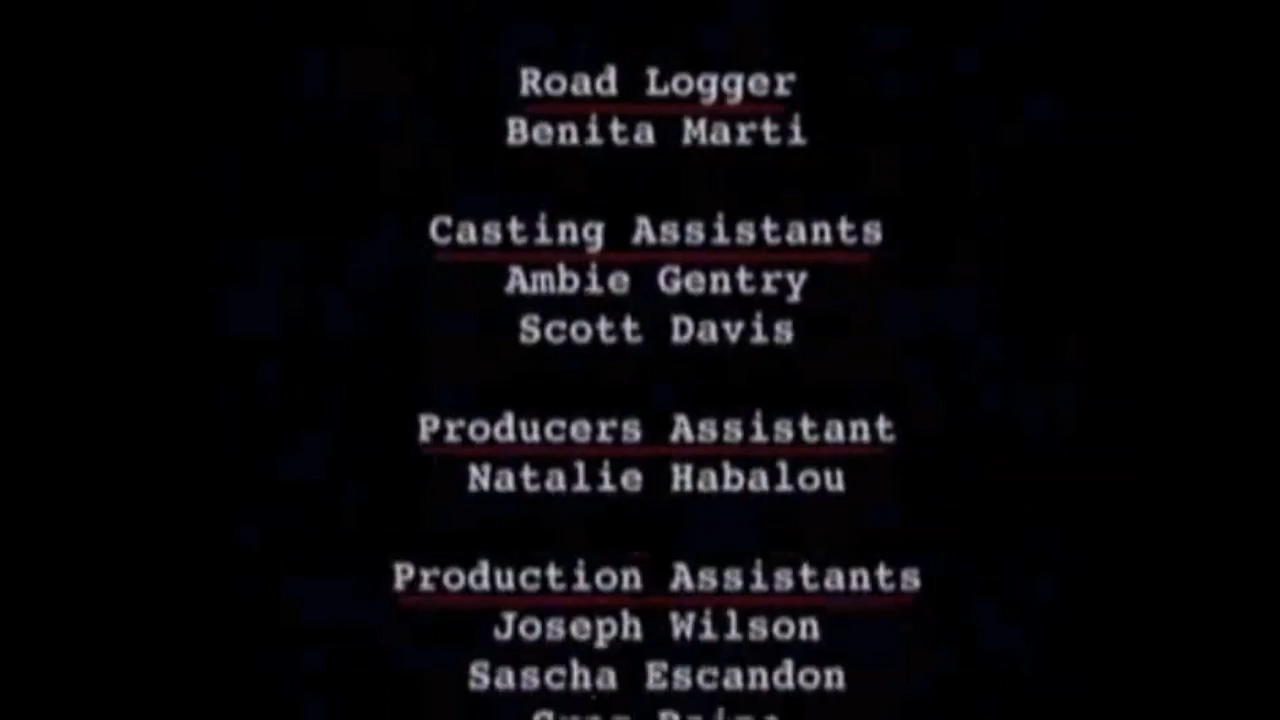 Road Logger
Benita Marti
Casting Assistants
Ambie Gentry
Scott Davis
Producers Assistant
Natalie Habalou
Production Assistants
Joseph Wilson
Sascha Escandon